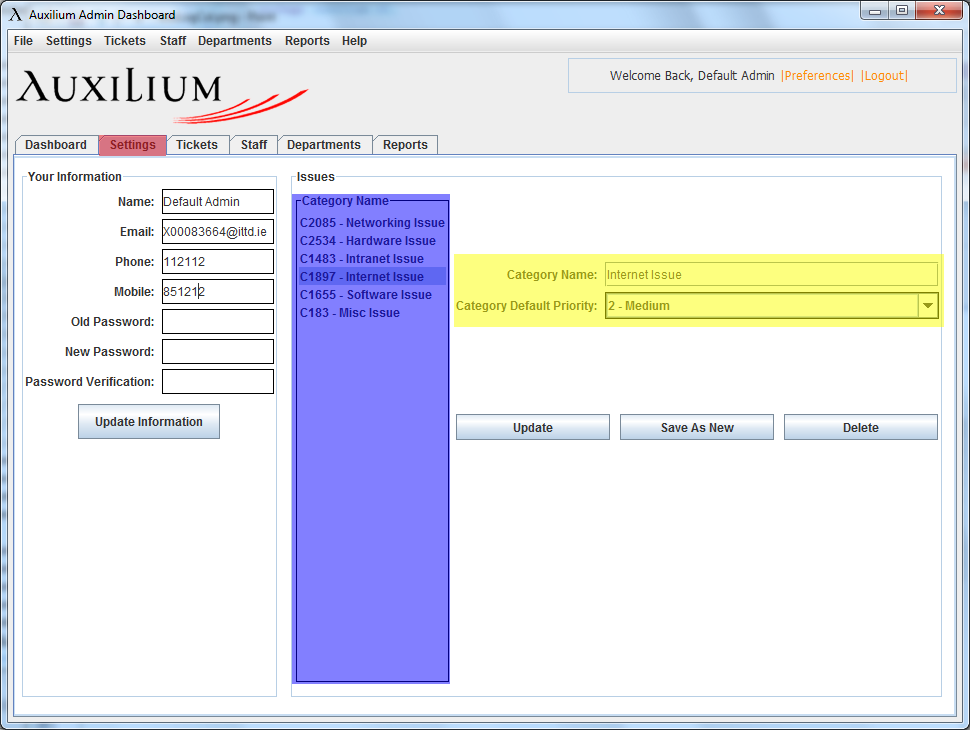 Auxilium Admin Dashboard
File Settings Tickets Staff Departments Reports Help
AUXILIUM
Welcome Back, Default Admin |Preferences| |Logout|
Dashboard Settings Tickets Staff Departments Reports
Your Information
Name: Default Admin
Email: X00083664@ittd.ie
Phone: 112112
Mobile: 851212
Old Password:
New Password:
Password Verification:
Update Information
Issues
Category Name
C2085 - Networking Issue
C2534 - Hardware Issue
C1483 - Intranet Issue
C1897 - Internet Issue
C1655 - Software Issue
C183 - Misc Issue
Category Name: Internet Issue
Category Default Priority: 2 - Medium
Update Save As New Delete